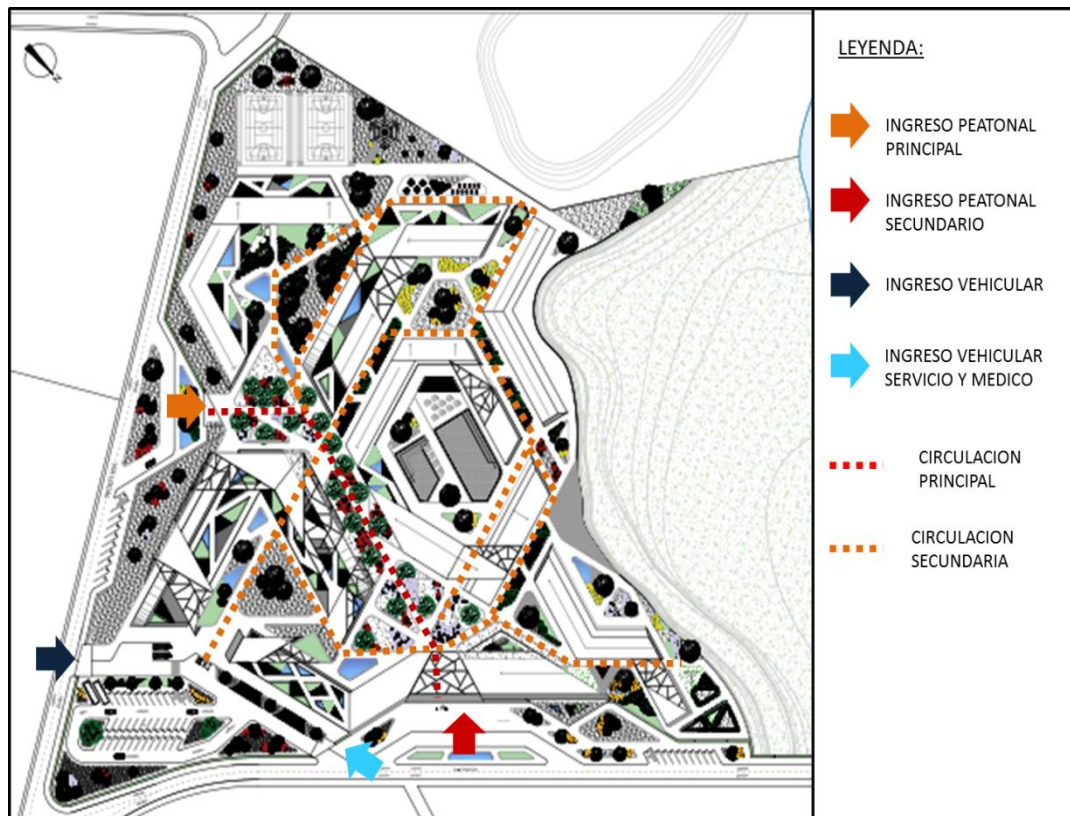 LEYENDA:
INGRESO PEATONAL
PRINCIPAL
INGRESO PEATONAL
SECUNDARIO
INGRESO VEHICULAR
INGRESO VEHICULAR
SERVICIO Y MEDICO
CIRCULACION
PRINCIPAL
CIRCULACION
SECUNDARIA